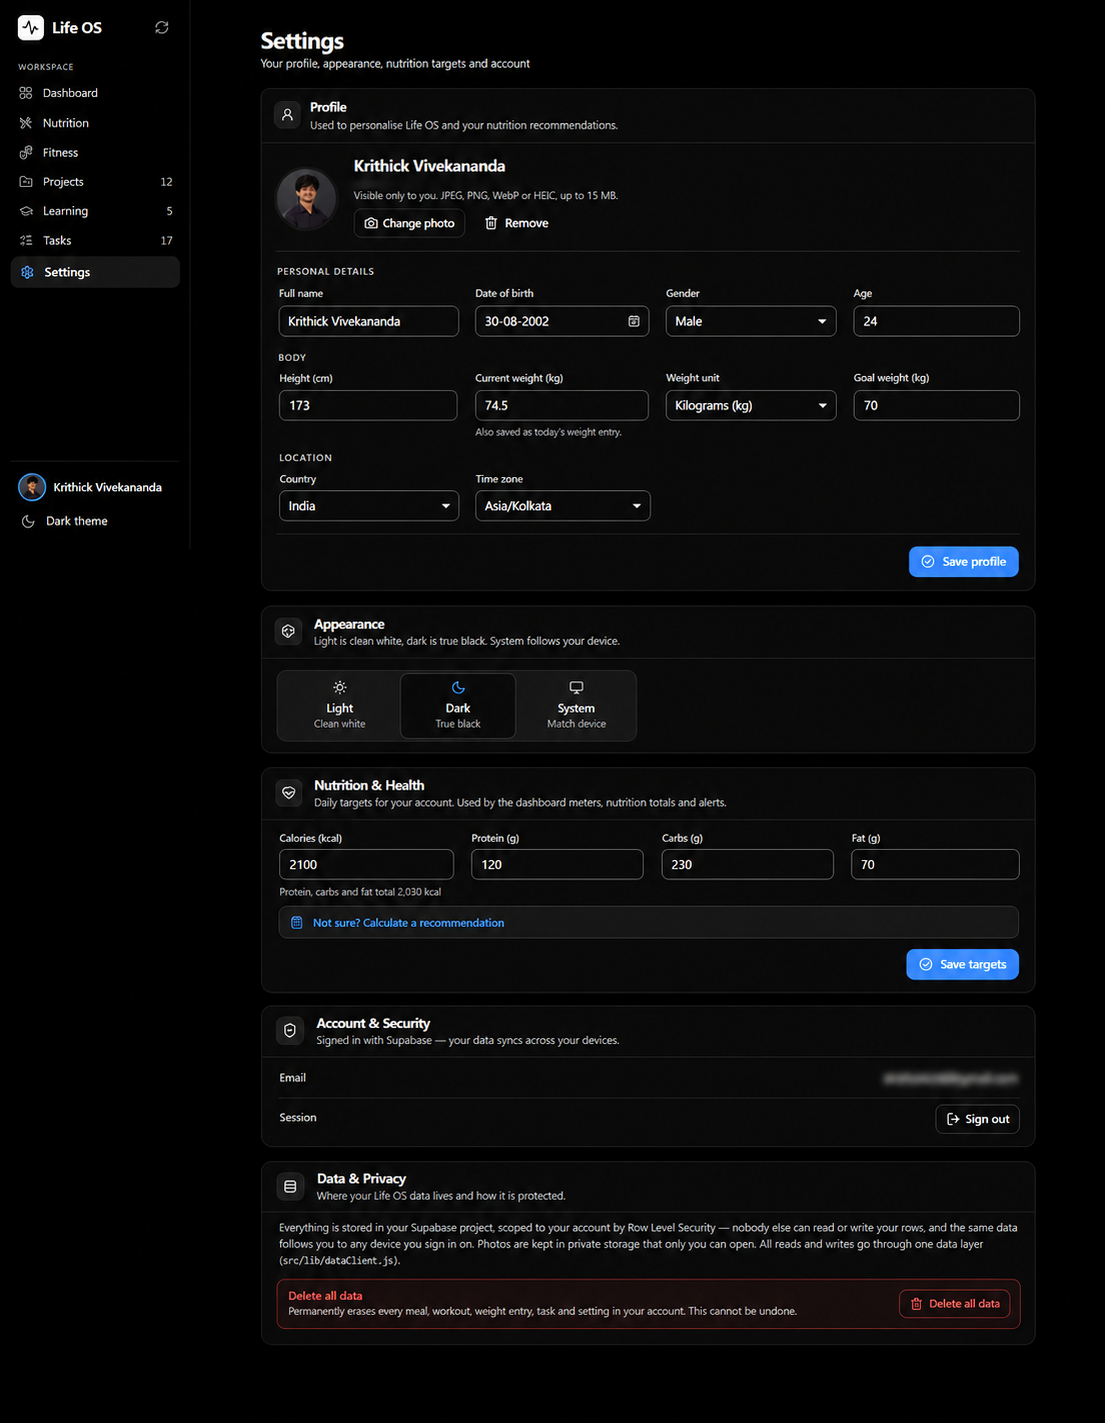 Life OS
WORKSPACE
Dashboard
Nutrition
Fitness
Projects 12
Learning 5
Tasks 17
Settings
Krithick Vivekananda
Dark theme
Settings
Your profile, appearance, nutrition targets and account
Profile
Used to personalise Life OS and your nutrition recommendations.
Krithick Vivekananda
Visible only to you. JPEG, PNG, WebP or HEIC, up to 15 MB.
Change photo Remove
PERSONAL DETAILS
Full name Date of birth Gender Age
Krithick Vivekananda 30-08-2002 Male 24
BODY
Height (cm) Current weight (kg) Weight unit Goal weight (kg)
173 74.5 Kilograms (kg) 70
Also saved as today's weight entry.
LOCATION
Country Time zone
India Asia/Kolkata
Save profile
Appearance
Light is clean white, dark is true black. System follows your device.
Light Dark System
Clean white True black Match device
Nutrition & Health
Daily targets for your account. Used by the dashboard meters, nutrition totals and alerts.
Calories (kcal) Protein (g) Carbs (g) Fat (g)
2100 120 230 70
Protein, carbs and fat total 2,030 kcal
Not sure? Calculate a recommendation
Save targets
Account & Security
Signed in with Supabase — your data syncs across your devices.
Email
Session Sign out
Data & Privacy
Where your Life OS data lives and how it is protected.
Everything is stored in your Supabase project, scoped to your account by Row Level Security — nobody else can read or write your rows, and the same data
follows you to any device you sign in on. Photos are kept in private storage that only you can open. All reads and writes go through one data layer
(src/lib/dataClient.js).
Delete all data
Permanently erases every meal, workout, weight entry, task and setting in your account. This cannot be undone.
Delete all data